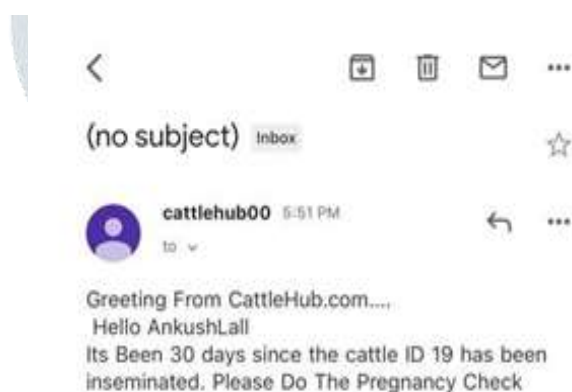 (no subject) Inbox
cattlehub00 5:51 PM
to
Greeting From CattleHub.com....
Hello AnkushLall
Its Been 30 days since the cattle ID 19 has been
inseminated. Please Do The Pregnancy Check